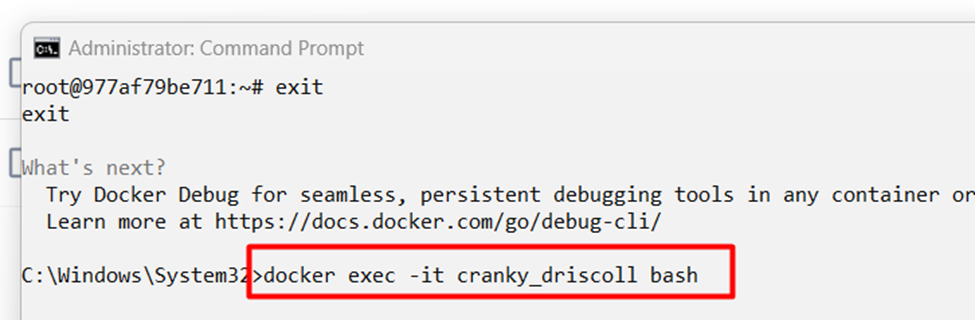 Administrator: Command Prompt
root@977af79be711:~# exit
exit
What's next?
Try Docker Debug for seamless, persistent debugging tools in any container or
Learn more at https://docs.docker.com/go/debug-cli/
C:\Windows\System32>docker exec -it cranky_driscoll bash